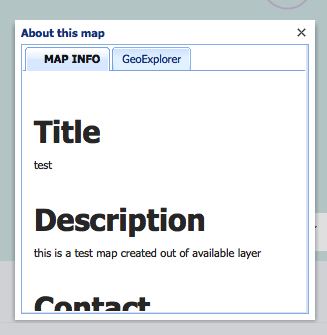 About this map
MAP INFO GeoExplorer
Title
test
Description
this is a test map created out of available layer
Contact